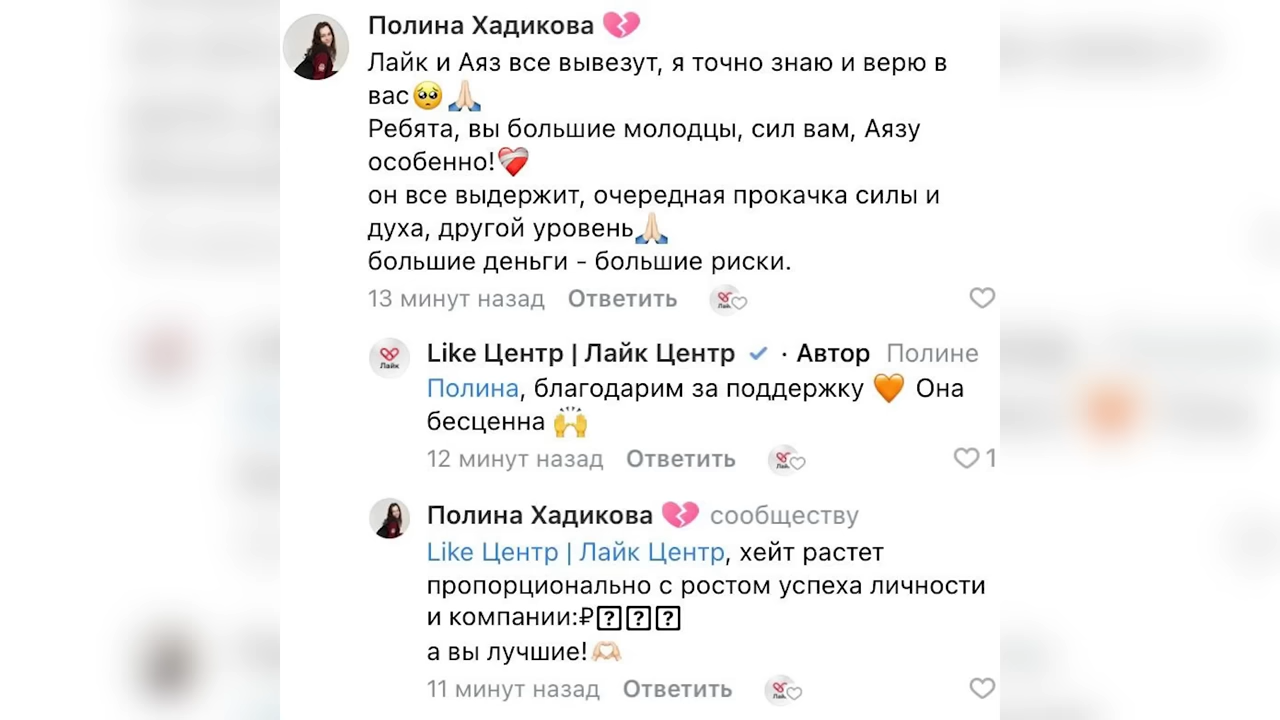 Полина Хадикова 💔
Лайк и Аяз все вывезут, я точно знаю и верю в
вас🥺🙏🏻
Ребята, вы большие молодцы, сил вам, Аязу
особенно!❤️‍🩹
он все выдержит, очередная прокачка силы и
духа, другой уровень🙏🏻
большие деньги - большие риски.
13 минут назад Ответить
Лайк
Like Центр | Лайк Центр · Автор Полине
Полина, благодарим за поддержку 🧡 Она
бесценна 🙌
12 минут назад Ответить 1
Полина Хадикова 💔 сообществу
Like Центр | Лайк Центр, хейт растет
пропорционально с ростом успеха личности
и компании:₽⍰⍰⍰
а вы лучшие!🫶🏻
11 минут назад Ответить